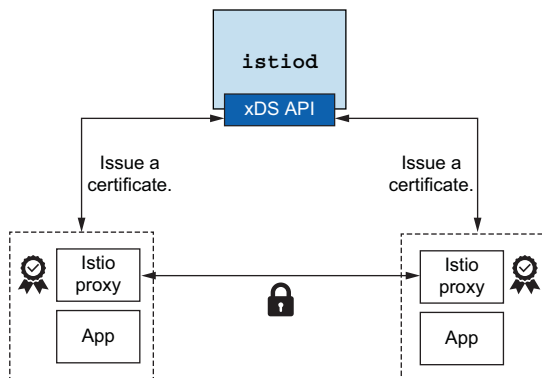 istiod
xDS API
Issue a
certificate.
Issue a
certificate.
Istio
proxy
App
Istio
proxy
App